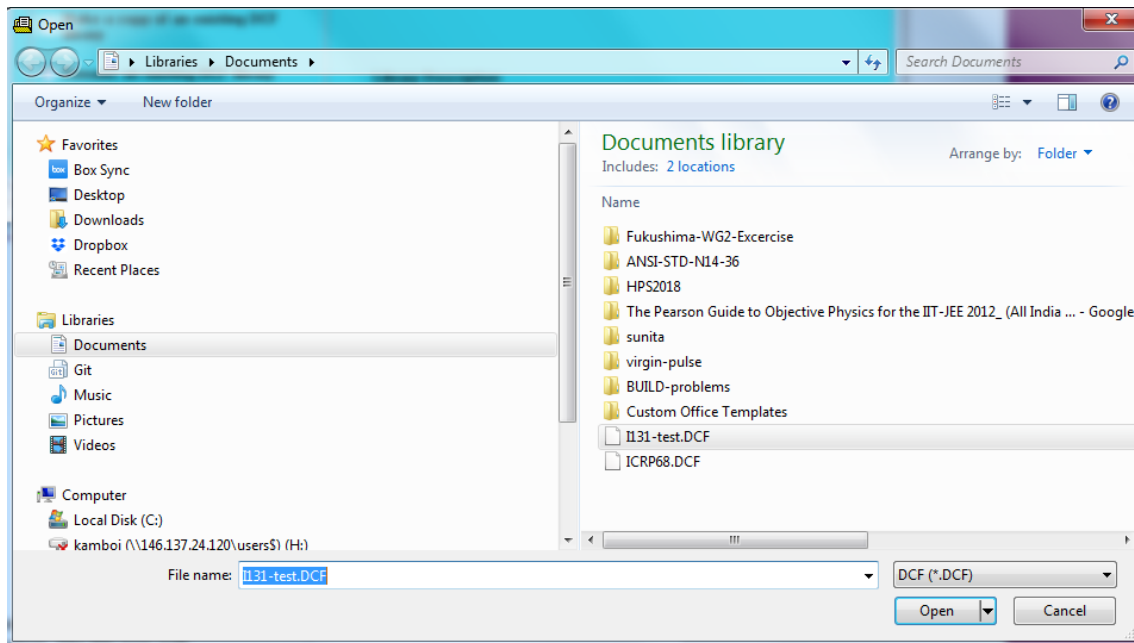 Open
Libraries Documents
Search Documents
Organize New folder
Favorites
Box Sync
Desktop
Downloads
Dropbox
Recent Places
Libraries
Documents
Git
Music
Pictures
Videos
Computer
Local Disk (C:)
kamboj (\\146.137.24.120\users$) (H:)
Documents library
Includes: 2 locations
Arrange by: Folder
Name
Fukushima-WG2-Excercise
ANSI-STD-N14-36
HPS2018
The Pearson Guide to Objective Physics for the IIT-JEE 2012_ (All India ... - Google
sunita
virgin-pulse
BUILD-problems
Custom Office Templates
I131-test.DCF
ICRP68.DCF
File name: I131-test.DCF
DCF (*.DCF)
Open Cancel